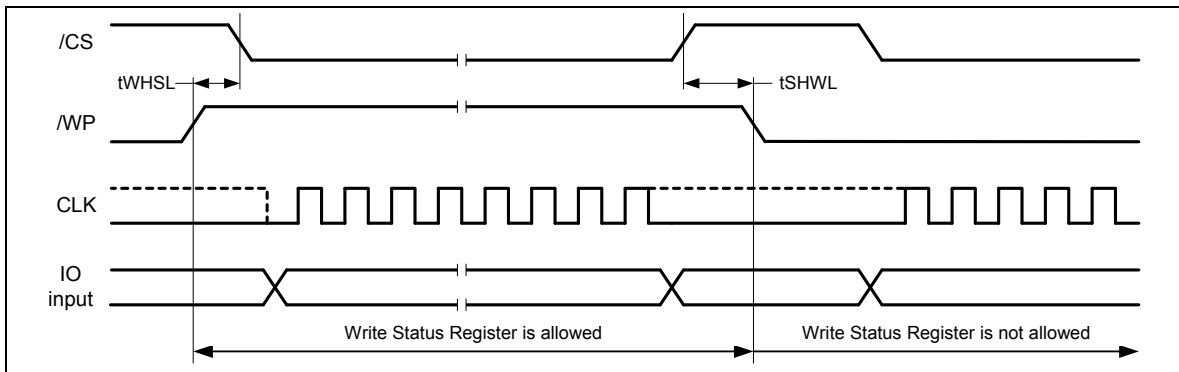 /CS
tWHSL
tSHWL
/WP
CLK
IO
input
Write Status Register is allowed
Write Status Register is not allowed